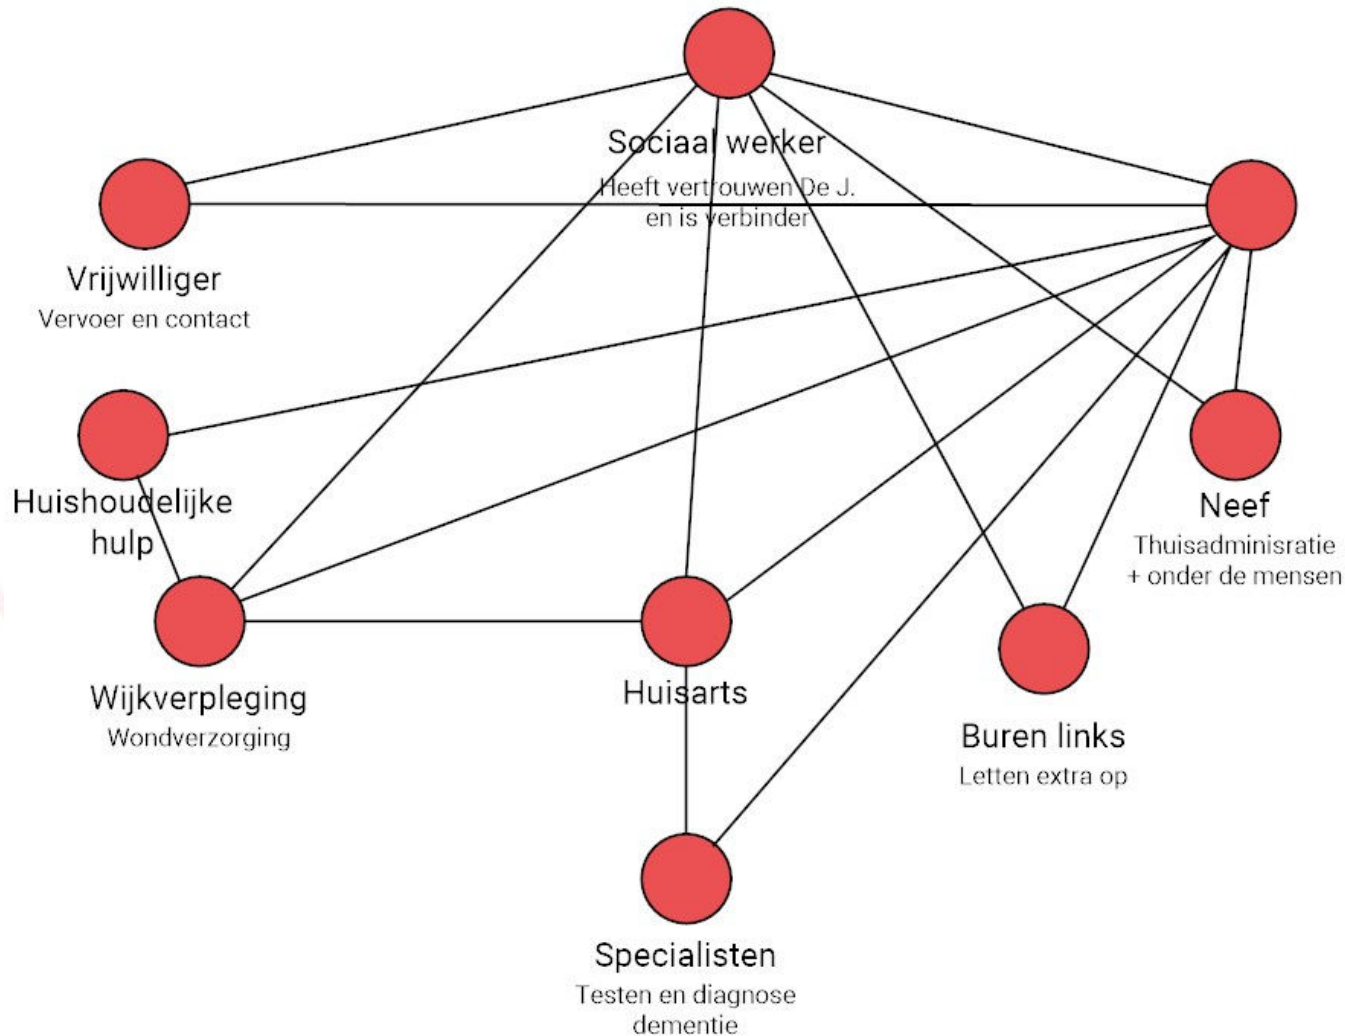 Sociaal werker
Heeft vertrouwen De J.
en is verbinder
Vrijwilliger
Vervoer en contact
Huishoudelijke
hulp
Neef
Thuisadminisratie
+ onder de mensen
Wijkverpleging
Wondverzorging
Huisarts
Buren links
Letten extra op
Specialisten
Testen en diagnose
dementie